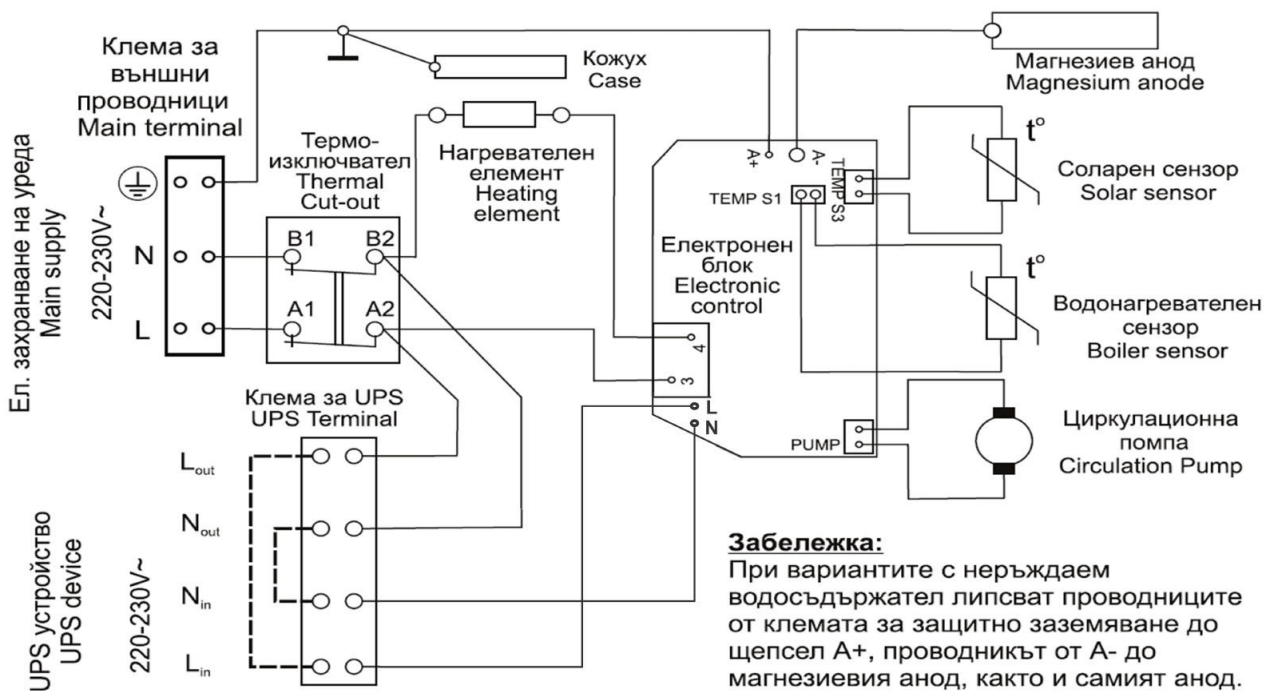 Клема за
външни
проводници
Main terminal
Кожух
Case
Магнезиев анод
Magnesium anode
Термо-
изключвател
Thermal
Cut-out
Нагревателен
елемент
Heating
element
A+
A-
TEMP S3
TEMP S1
t°
Соларен сензор
Solar sensor
Ел. захранване на уреда
Main supply
220-230V~
N
L
B1
B2
A1
A2
Електронен
блок
Electronic
control
4
3
L
N
t°
Водонагревателен
сензор
Boiler sensor
PUMP
Циркулационна
помпа
Circulation Pump
Клема за UPS
UPS Terminal
UPS устройство
UPS device
220-230V~
Lout
Nout
Nin
Lin
Забележка:
При вариантите с неръждаем
водосъдържател липсват проводниците
от клемата за защитно заземяване до
щепсел A+, проводникът от A- до
магнезиевия анод, както и самият анод.